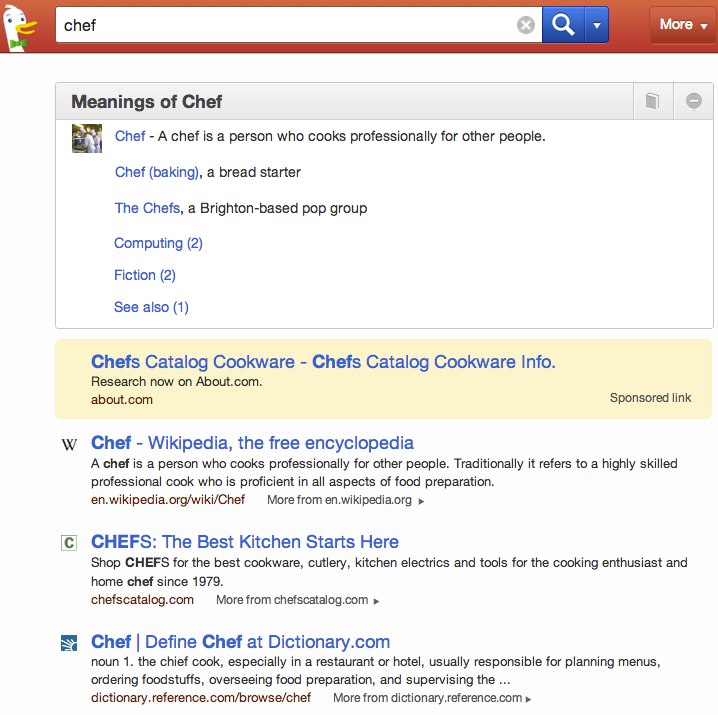 chef
More
Meanings of Chef
Chef - A chef is a person who cooks professionally for other people.
Chef (baking), a bread starter
The Chefs, a Brighton-based pop group
Computing (2)
Fiction (2)
See also (1)
Chefs Catalog Cookware - Chefs Catalog Cookware Info.
Research now on About.com.
about.com
Sponsored link
W
Chef - Wikipedia, the free encyclopedia
A chef is a person who cooks professionally for other people. Traditionally it refers to a highly skilled
professional cook who is proficient in all aspects of food preparation.
en.wikipedia.org/wiki/Chef More from en.wikipedia.org
C
CHEFS: The Best Kitchen Starts Here
Shop CHEFS for the best cookware, cutlery, kitchen electrics and tools for the cooking enthusiast and
home chef since 1979.
chefscatalog.com More from chefscatalog.com
Chef | Define Chef at Dictionary.com
noun 1. the chief cook, especially in a restaurant or hotel, usually responsible for planning menus,
ordering foodstuffs, overseeing food preparation, and supervising the ...
dictionary.reference.com/browse/chef More from dictionary.reference.com